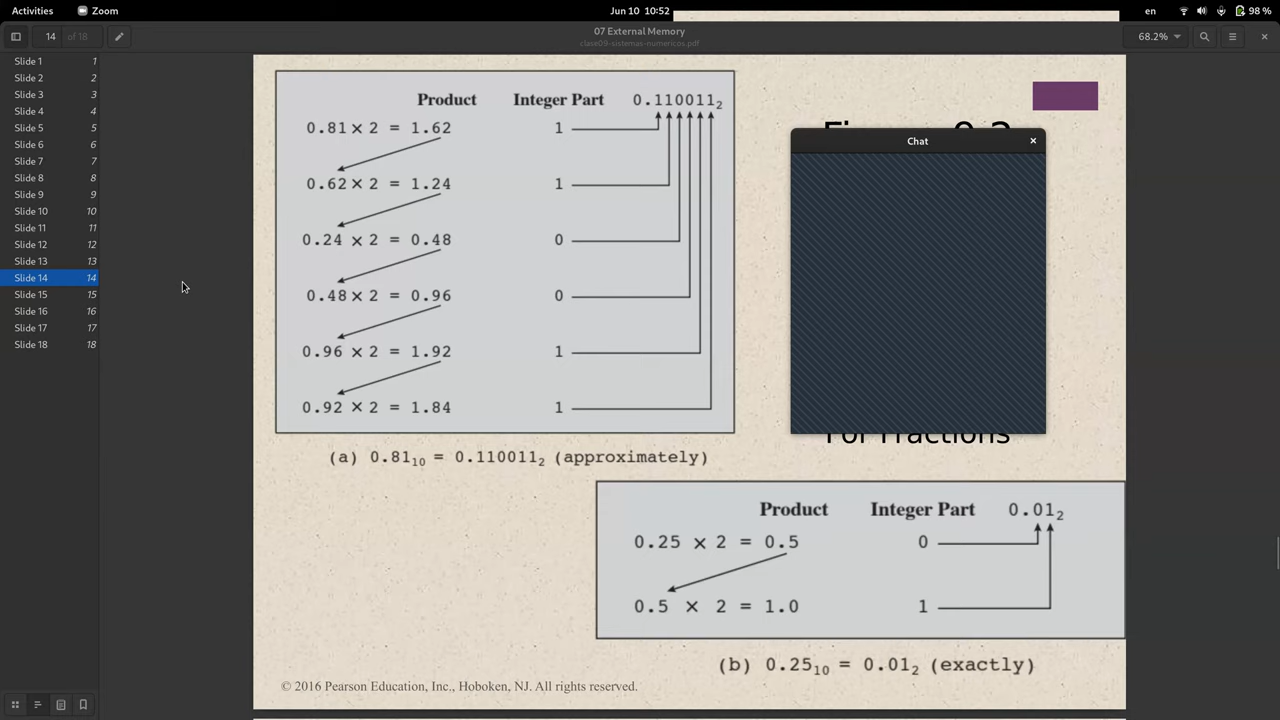 Activities Zoom Jun 10 10:52 en 98 %
14 of 18 07 External Memory 68.2%
clase09-sistemas-numericos.pdf
Slide 1 1
Slide 2 2
Slide 3 3
Slide 4 4
Slide 5 5
Slide 6 6
Slide 7 7
Slide 8 8
Slide 9 9
Slide 10 10
Slide 11 11
Slide 12 12
Slide 13 13
Slide 14 14
Slide 15 15
Slide 16 16
Slide 17 17
Slide 18 18
Product Integer Part 0.110011₂
0.81 × 2 = 1.62 1
0.62 × 2 = 1.24 1
0.24 × 2 = 0.48 0
0.48 × 2 = 0.96 0
0.96 × 2 = 1.92 1
0.92 × 2 = 1.84 1
(a) 0.81₁₀ = 0.110011₂ (approximately)
Chat
For Fractions
Product Integer Part 0.01₂
0.25 × 2 = 0.5 0
0.5 × 2 = 1.0 1
(b) 0.25₁₀ = 0.01₂ (exactly)
© 2016 Pearson Education, Inc., Hoboken, NJ. All rights reserved.